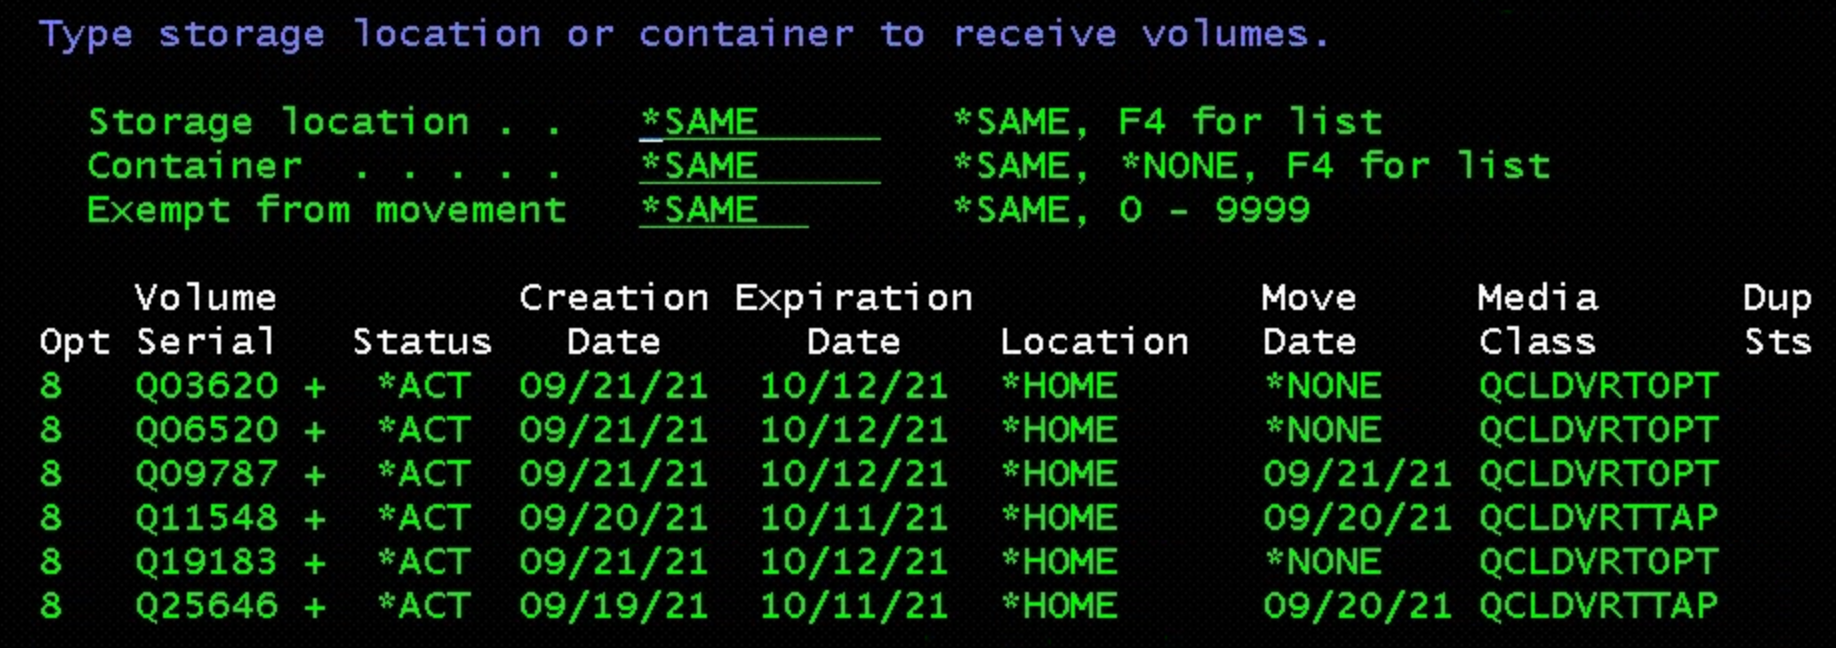 Type storage location or container to receive volumes.
Storage location . . *SAME *SAME, F4 for list
Container . . . . . *SAME *SAME, *NONE, F4 for list
Exempt from movement *SAME *SAME, 0 - 9999
Volume Creation Expiration Move Media Dup
Opt Serial Status Date Date Location Date Class Sts
8 Q03620 + *ACT 09/21/21 10/12/21 *HOME *NONE QCLDVRTOPT
8 Q06520 + *ACT 09/21/21 10/12/21 *HOME *NONE QCLDVRTOPT
8 Q09787 + *ACT 09/21/21 10/12/21 *HOME 09/21/21 QCLDVRTOPT
8 Q11548 + *ACT 09/20/21 10/11/21 *HOME 09/20/21 QCLDVRTTAP
8 Q19183 + *ACT 09/21/21 10/12/21 *HOME *NONE QCLDVRTOPT
8 Q25646 + *ACT 09/19/21 10/11/21 *HOME 09/20/21 QCLDVRTTAP